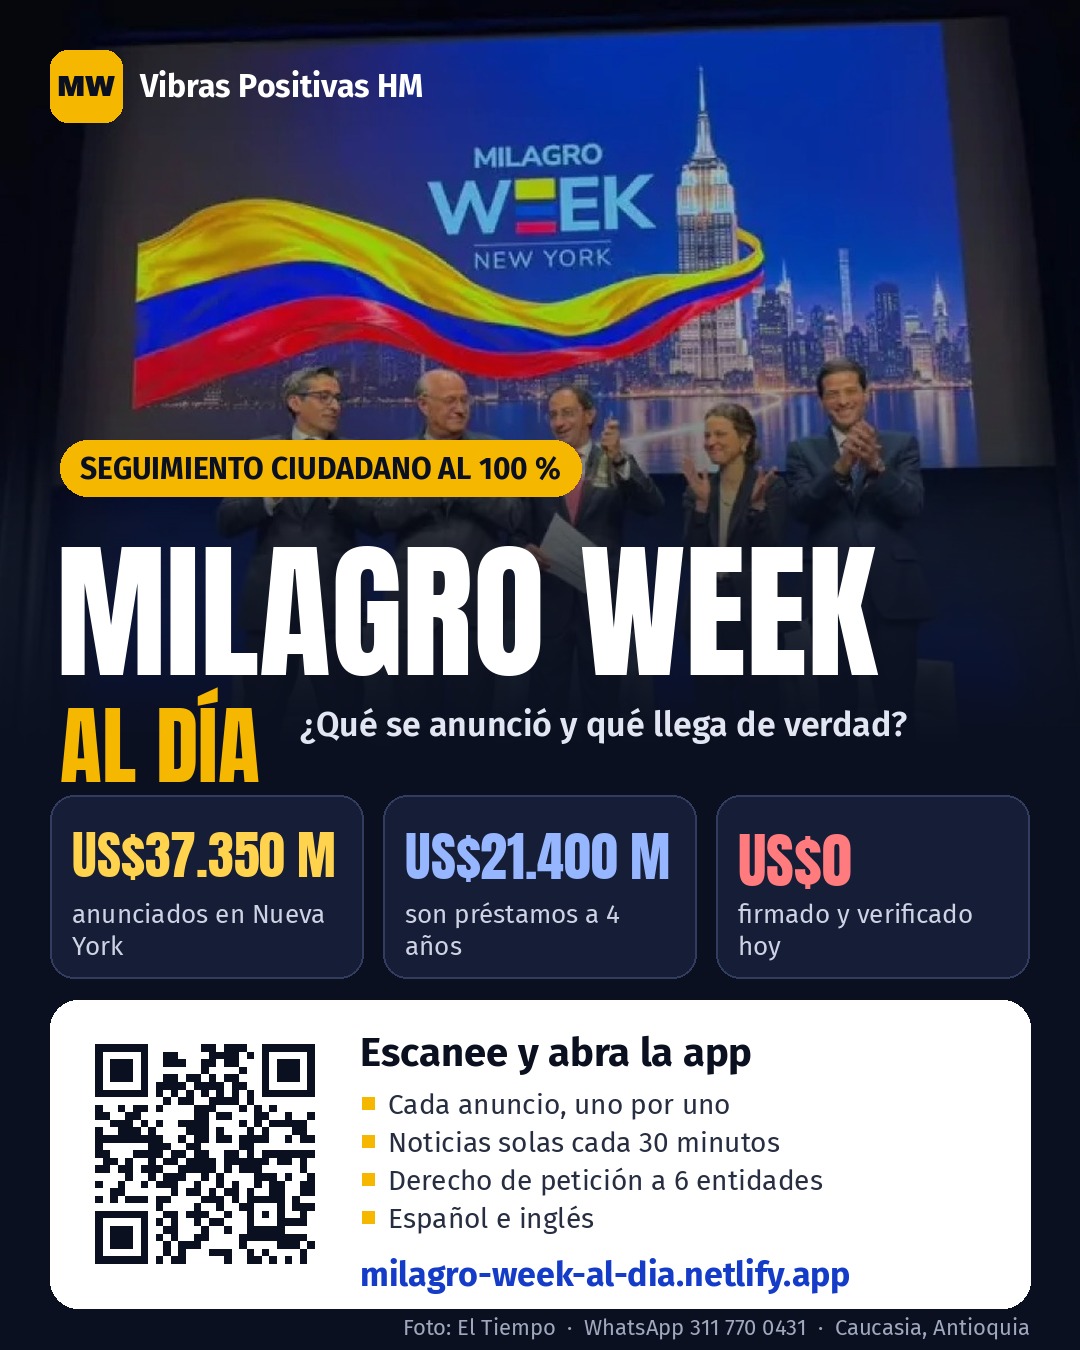 MW Vibras Positivas HM
MILAGRO
WEEK
NEW YORK
SEGUIMIENTO CIUDADANO AL 100 %
MILAGRO WEEK
AL DÍA
¿Qué se anunció y qué llega de verdad?
US$37.350 M
anunciados en Nueva
York
US$21.400 M
son préstamos a 4
años
US$0
firmado y verificado
hoy
Escanee y abra la app
Cada anuncio, uno por uno
Noticias solas cada 30 minutos
Derecho de petición a 6 entidades
Español e inglés
milagro-week-al-dia.netlify.app
Foto: El Tiempo · WhatsApp 311 770 0431 · Caucasia, Antioquia